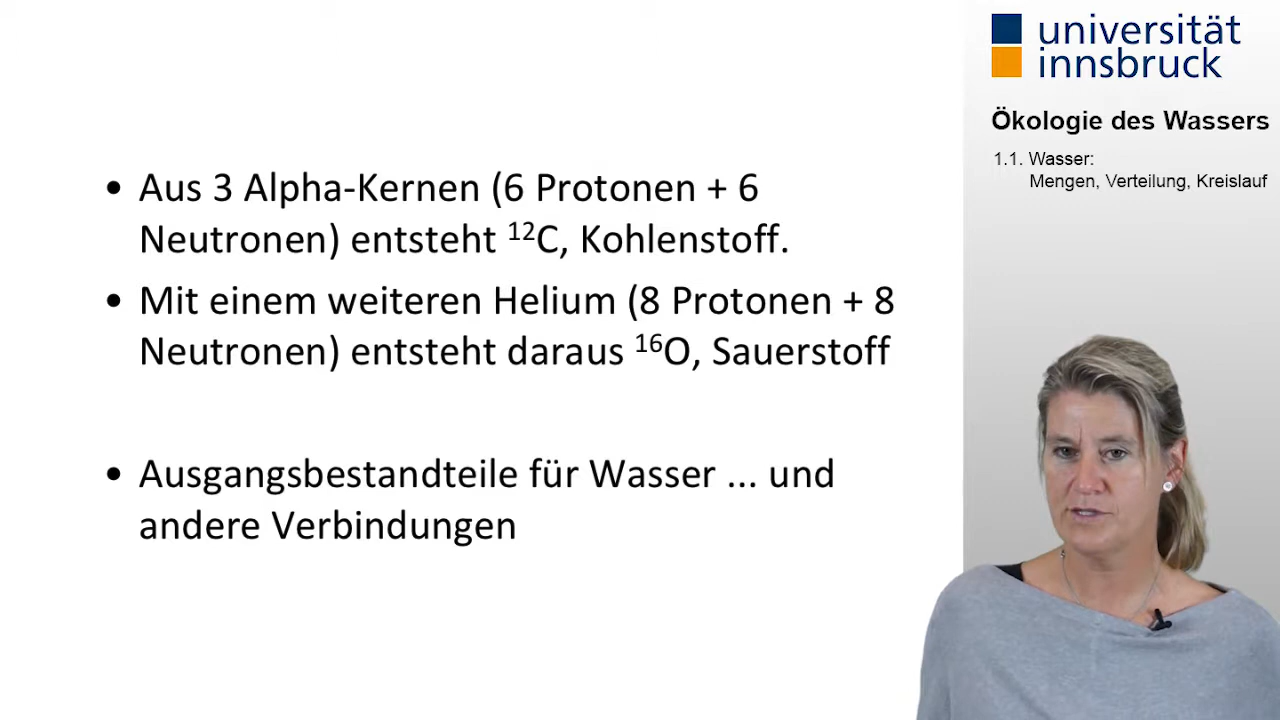 • Aus 3 Alpha-Kernen (6 Protonen + 6
Neutronen) entsteht ¹²C, Kohlenstoff.
• Mit einem weiteren Helium (8 Protonen + 8
Neutronen) entsteht daraus ¹⁶O, Sauerstoff
• Ausgangsbestandteile für Wasser ... und
andere Verbindungen
universität
innsbruck
Ökologie des Wassers
1.1. Wasser:
Mengen, Verteilung, Kreislauf